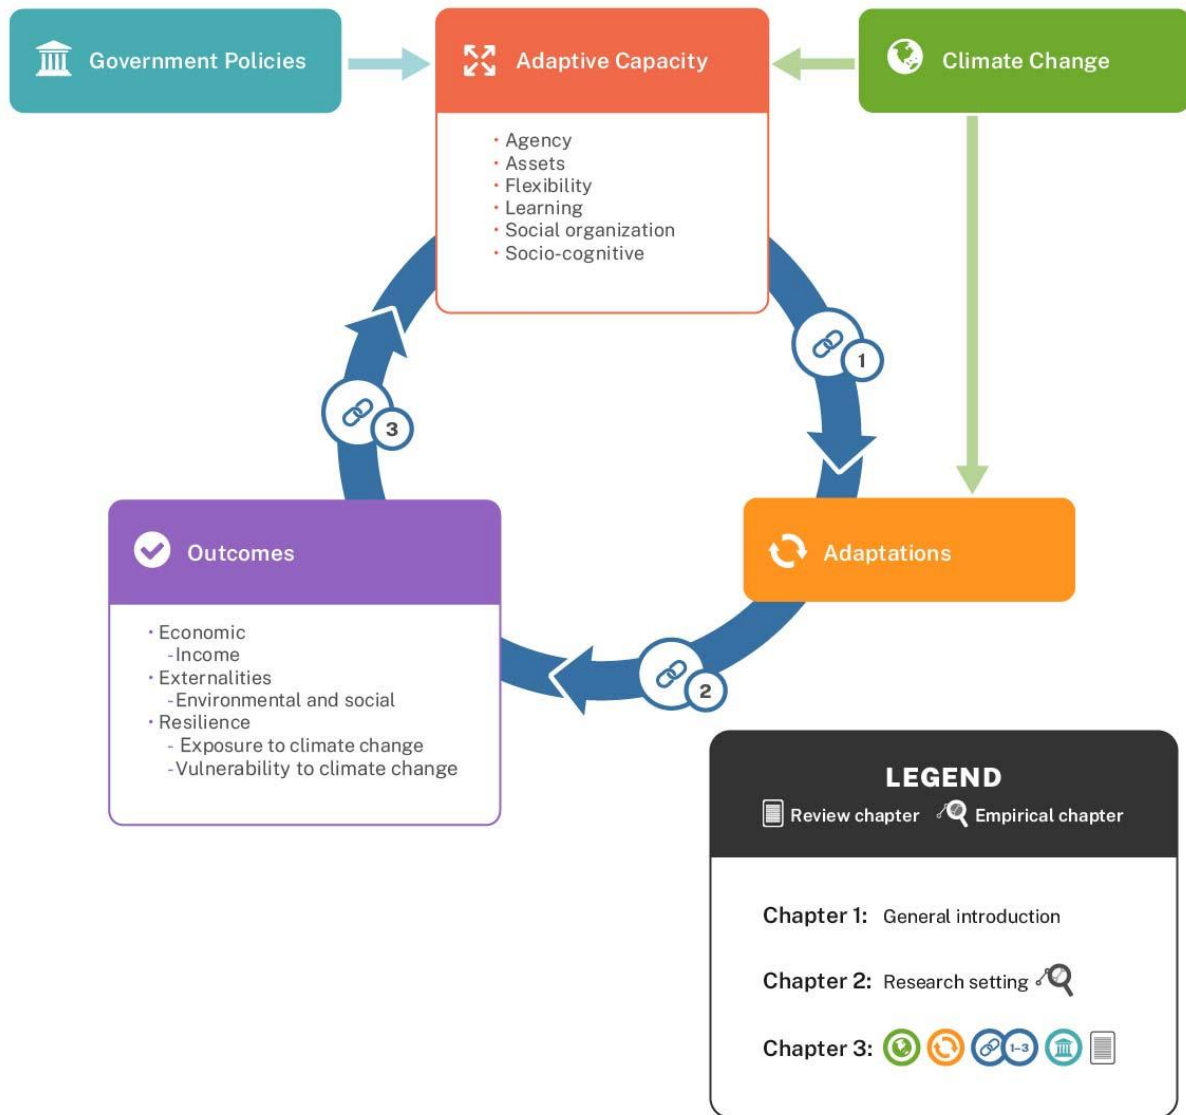 Government Policies
Adaptive Capacity
Climate Change
· Agency
· Assets
· Flexibility
· Learning
· Social organization
· Socio-cognitive
1
3
Outcomes
Adaptations
· Economic
-Income
· Externalities
-Environmental and social
· Resilience
- Exposure to climate change
-Vulnerability to climate change
2
LEGEND
Review chapter Empirical chapter
Chapter 1: General introduction
Chapter 2: Research setting
Chapter 3: 1–3